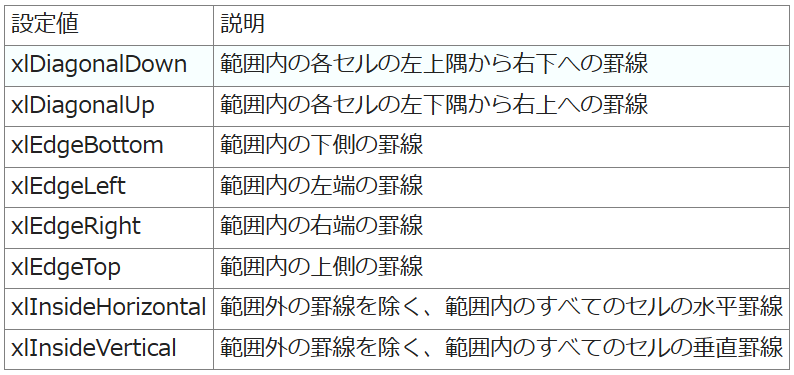 設定値 説明
xlDiagonalDown 範囲内の各セルの左上隅から右下への罫線
xlDiagonalUp 範囲内の各セルの左下隅から右上への罫線
xlEdgeBottom 範囲内の下側の罫線
xlEdgeLeft 範囲内の左端の罫線
xlEdgeRight 範囲内の右端の罫線
xlEdgeTop 範囲内の上側の罫線
xlInsideHorizontal 範囲外の罫線を除く、範囲内のすべてのセルの水平罫線
xlInsideVertical 範囲外の罫線を除く、範囲内のすべてのセルの垂直罫線